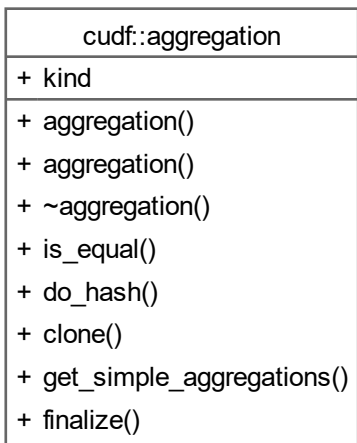 cudf::aggregation
+ kind
+ aggregation()
+ aggregation()
+ ~aggregation()
+ is_equal()
+ do_hash()
+ clone()
+ get_simple_aggregations()
+ finalize()